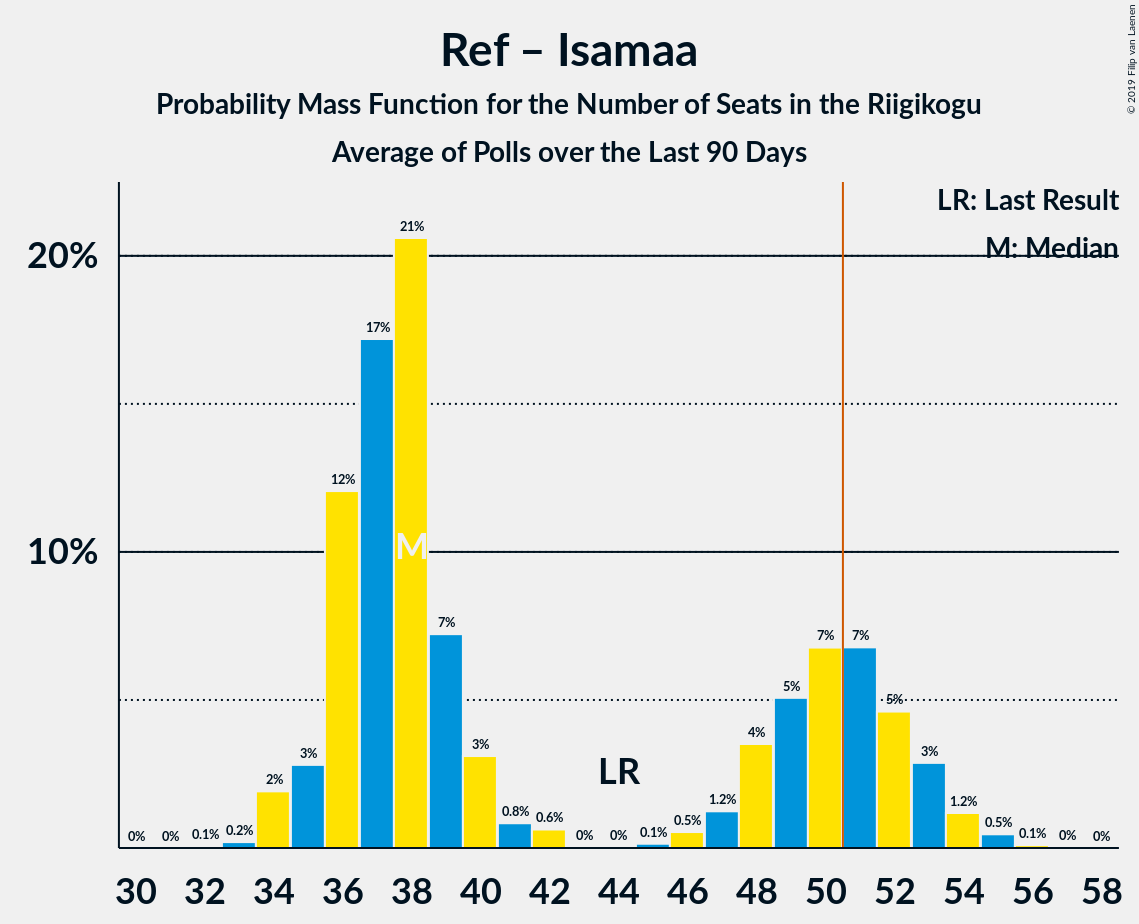 Ref – Isamaa
Probability Mass Function for the Number of Seats in the Riigikogu
Average of Polls over the Last 90 Days
© 2019 Filip van Laenen
LR: Last Result
M: Median
20%
10%
0% 0% 0.1% 0.2% 2% 3% 12% 17% 21% 7% 3% 0.8% 0.6% 0% 0% 0.1% 0.5% 1.2% 4% 5% 7% 7% 5% 3% 1.2% 0.5% 0.1% 0% 0%
M
LR
30 32 34 36 38 40 42 44 46 48 50 52 54 56 58